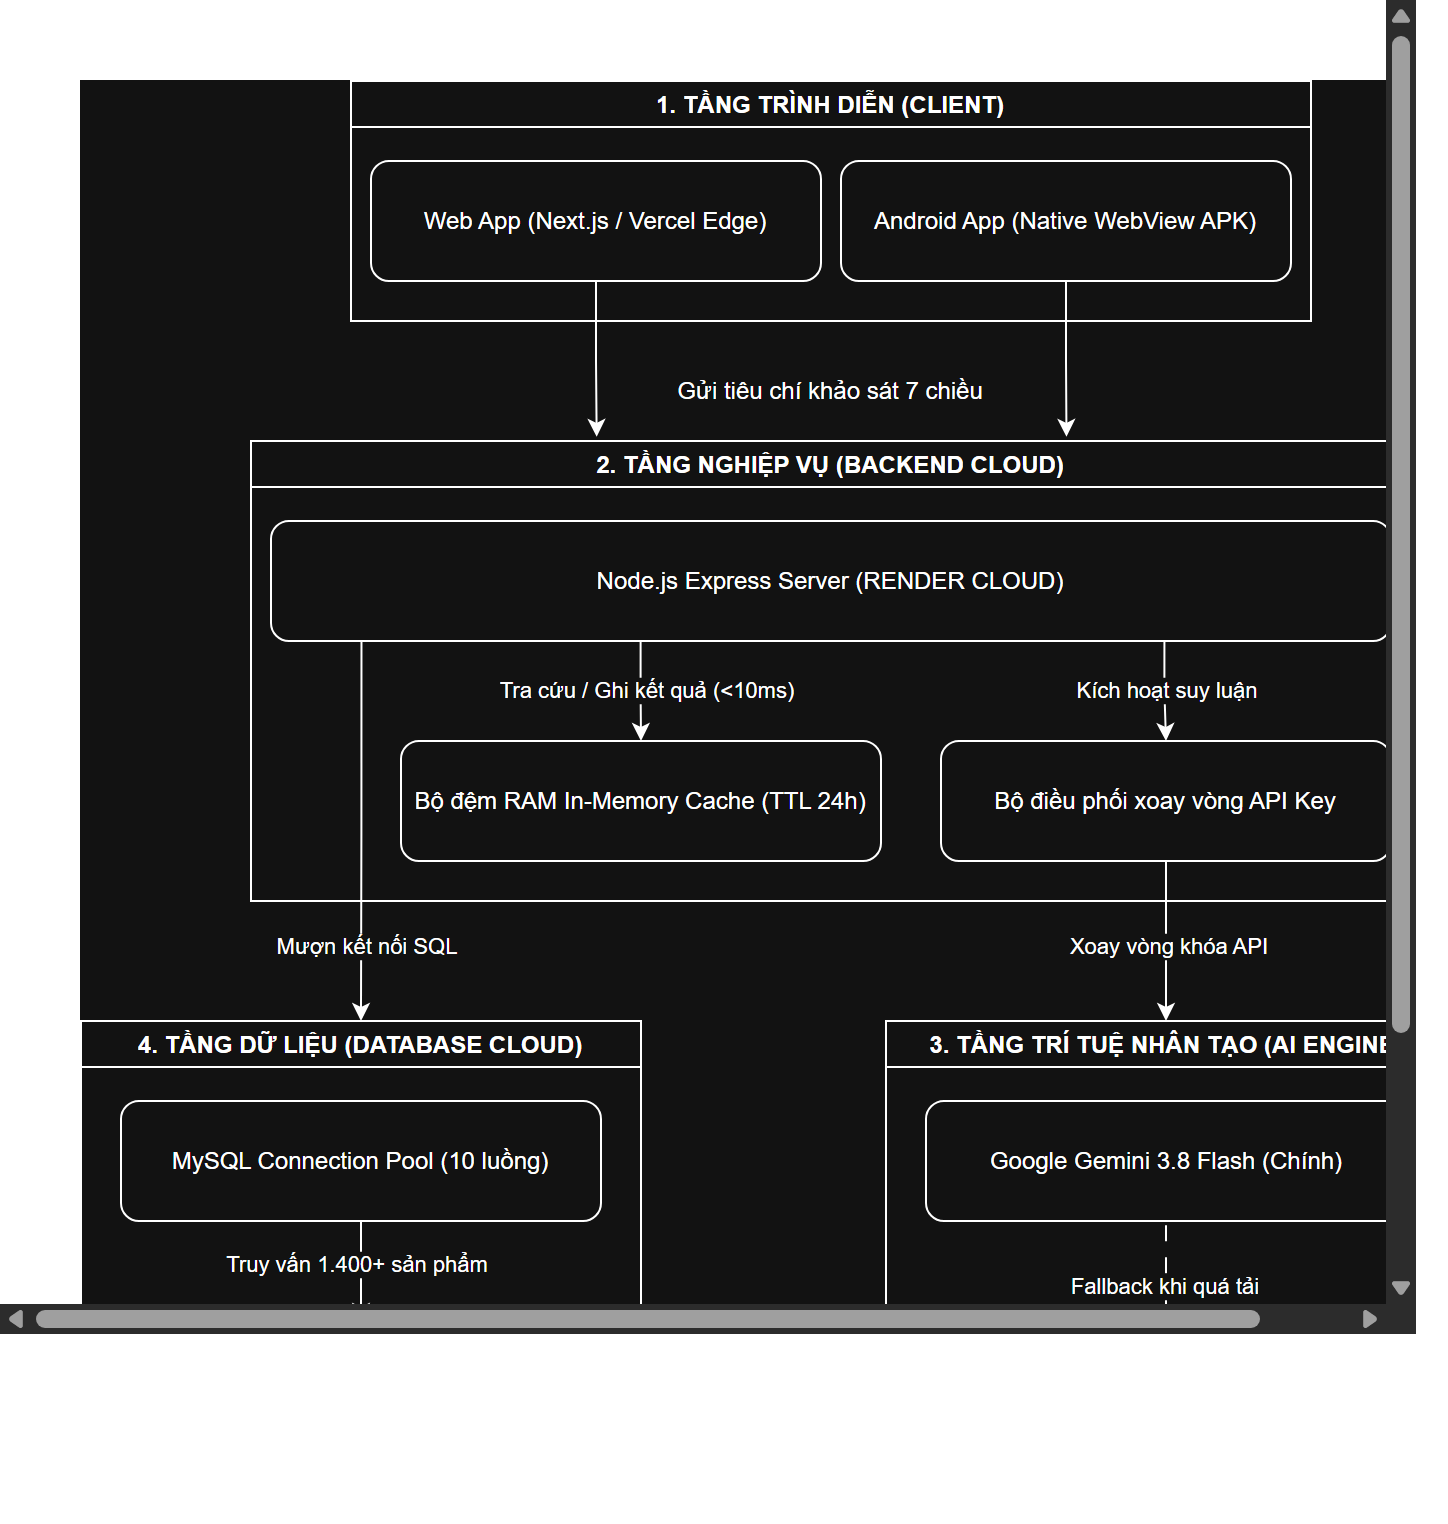 1. TẦNG TRÌNH DIỄN (CLIENT)
Web App (Next.js / Vercel Edge)
Android App (Native WebView APK)
Gửi tiêu chí khảo sát 7 chiều
2. TẦNG NGHIỆP VỤ (BACKEND CLOUD)
Node.js Express Server (RENDER CLOUD)
Tra cứu / Ghi kết quả (<10ms)
Kích hoạt suy luận
Bộ đệm RAM In-Memory Cache (TTL 24h)
Bộ điều phối xoay vòng API Key
Mượn kết nối SQL
Xoay vòng khóa API
4. TẦNG DỮ LIỆU (DATABASE CLOUD)
3. TẦNG TRÍ TUỆ NHÂN TẠO (AI ENGINE
MySQL Connection Pool (10 luồng)
Google Gemini 3.8 Flash (Chính)
Truy vấn 1.400+ sản phẩm
Fallback khi quá tải